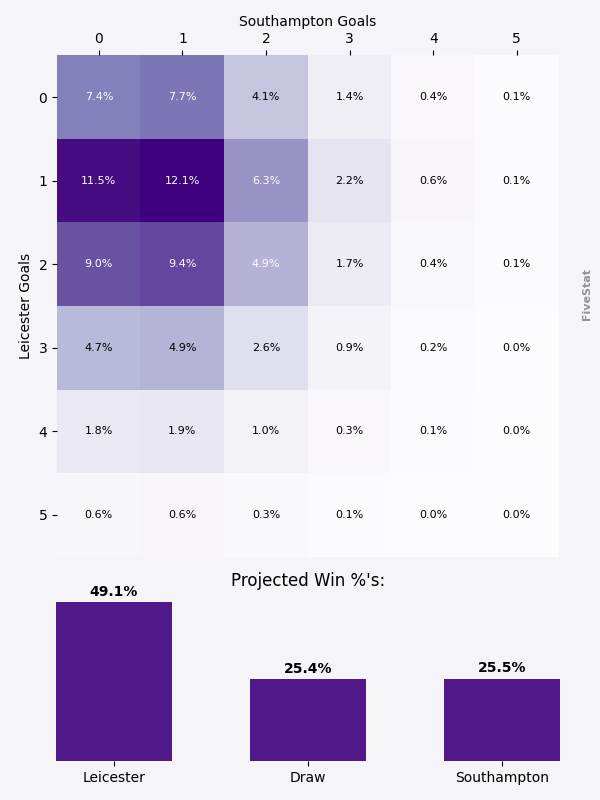 Southampton Goals
0 1 2 3 4 5
0 7.4% 7.7% 4.1% 1.4% 0.4% 0.1%
1 11.5% 12.1% 6.3% 2.2% 0.6% 0.1%
2 9.0% 9.4% 4.9% 1.7% 0.4% 0.1%
3 4.7% 4.9% 2.6% 0.9% 0.2% 0.0%
4 1.8% 1.9% 1.0% 0.3% 0.1% 0.0%
5 0.6% 0.6% 0.3% 0.1% 0.0% 0.0%
Leicester Goals
FiveStat
Projected Win %'s:
49.1% 25.4% 25.5%
Leicester Draw Southampton